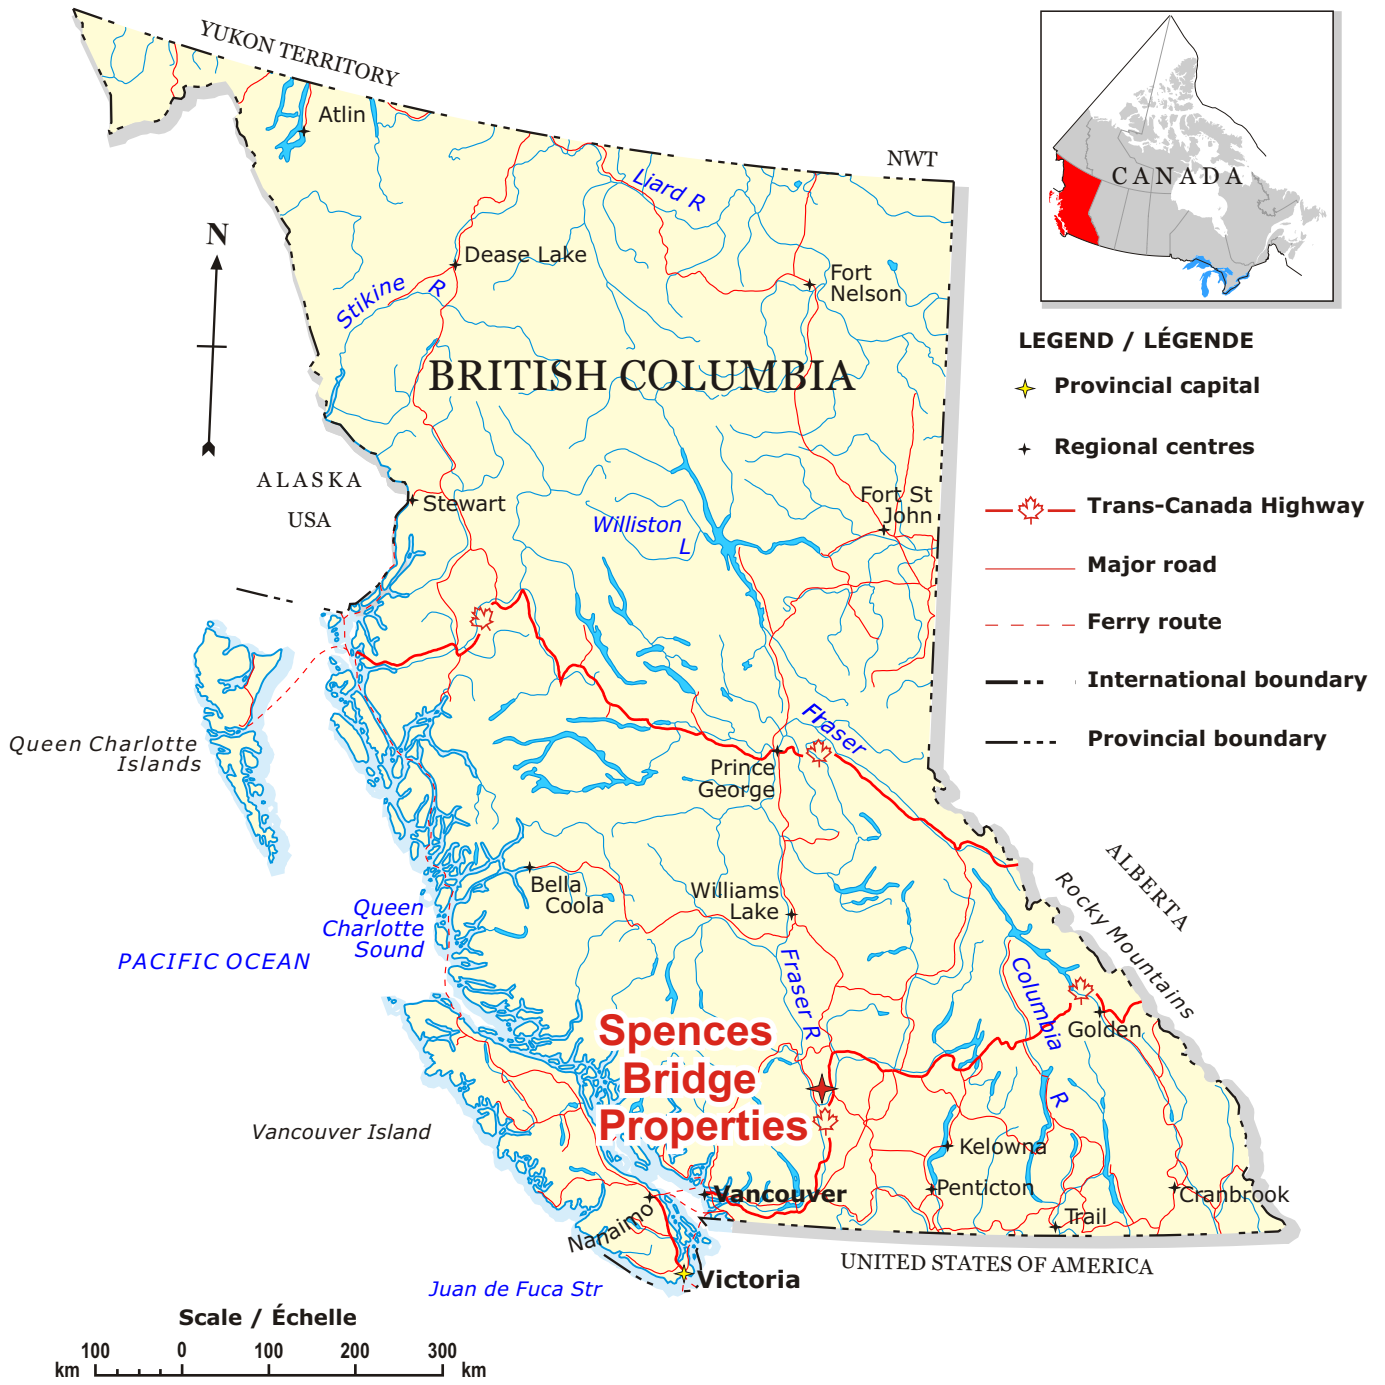 YUKON TERRITORY
NWT
CANADA
Atlin
Liard R
N
Dease Lake
Stikine R
Fort
Nelson
BRITISH COLUMBIA
LEGEND / LÉGENDE
Provincial capital
Regional centres
Trans-Canada Highway
Major road
Ferry route
International boundary
Provincial boundary
ALASKA
USA
Stewart
Fort St
John
Williston
L
Queen Charlotte
Islands
Fraser
Prince
George
ALBERTA
Rocky Mountains
Bella
Coola
Williams
Lake
Queen
Charlotte
Sound
PACIFIC OCEAN
Fraser R
Columbia
R
Golden
Spences
Bridge
Properties
Vancouver Island
Kelowna
Penticton
Cranbrook
Trail
Vancouver
Nanaimo
Victoria
UNITED STATES OF AMERICA
Juan de Fuca Str
Scale / Échelle
100 0 100 200 300
km km